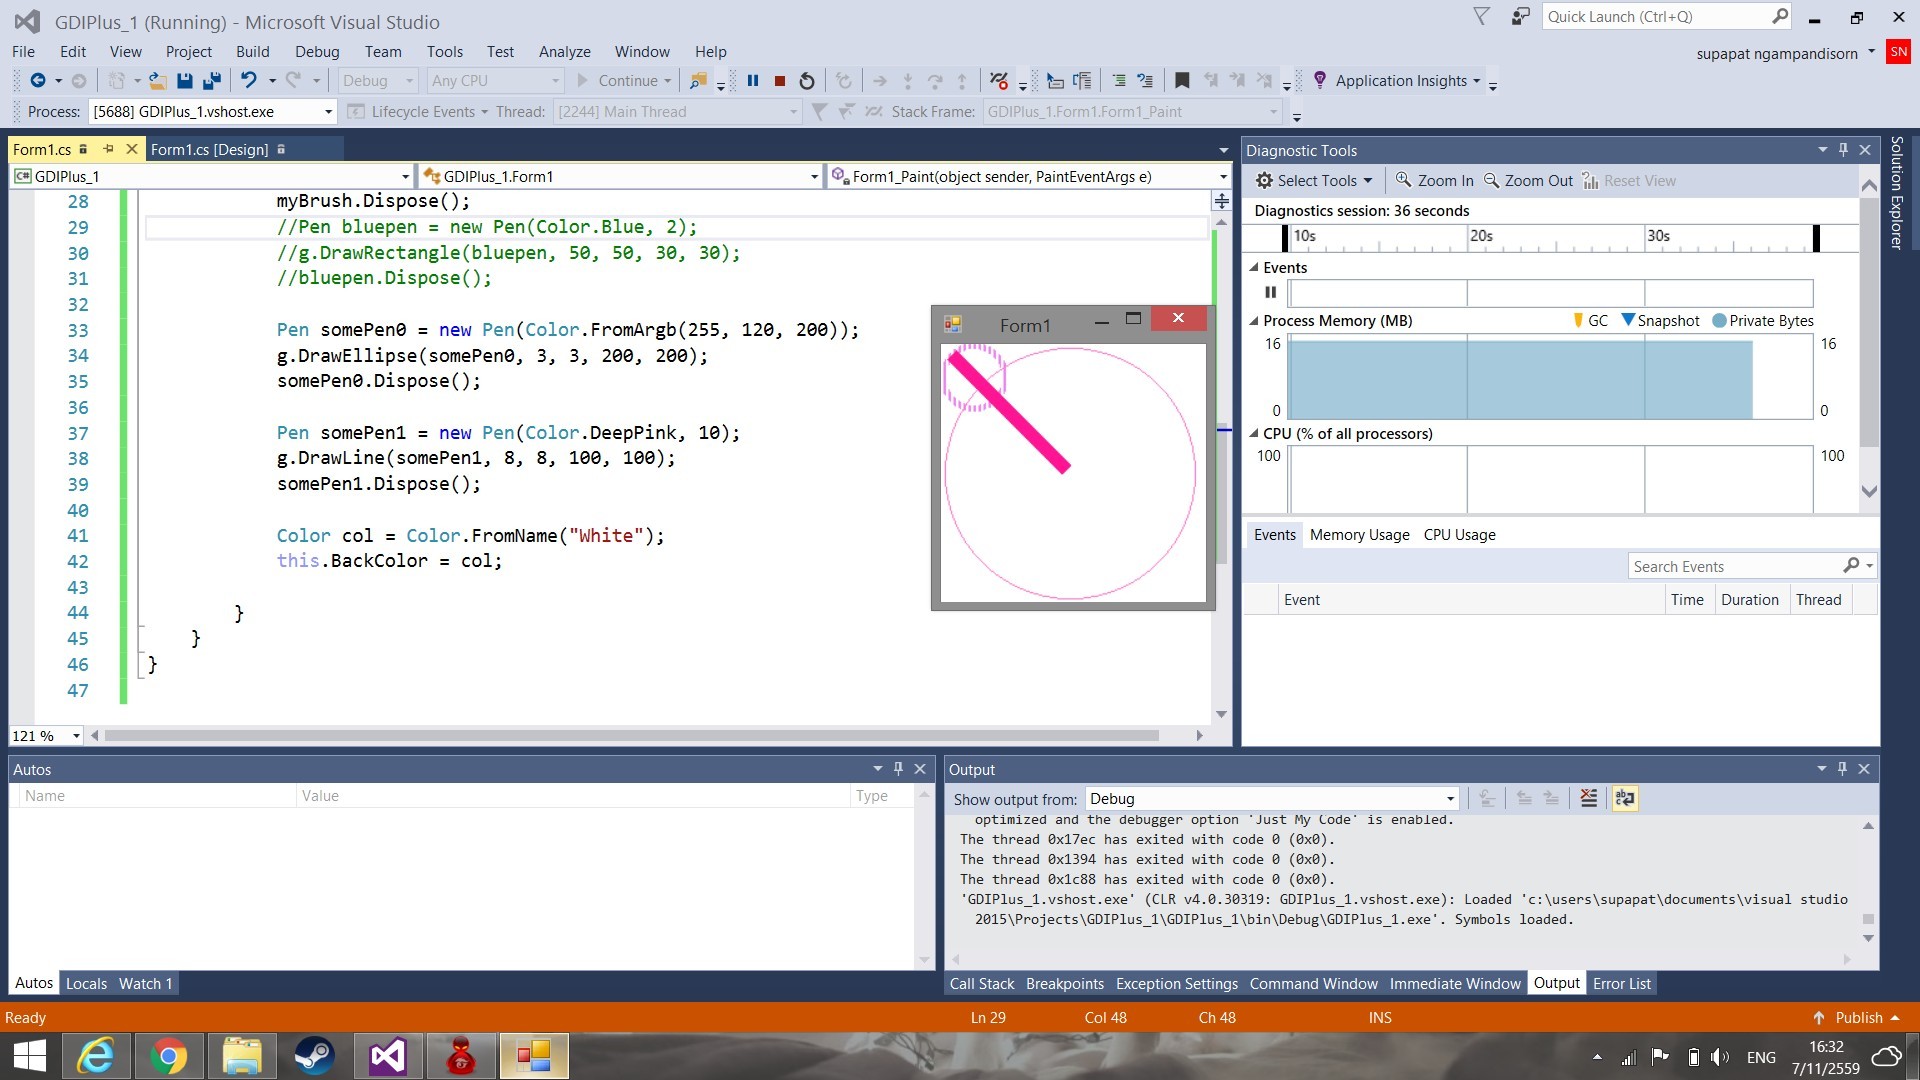 GDIPlus_1 (Running) - Microsoft Visual Studio
Quick Launch (Ctrl+Q)
File Edit View Project Build Debug Team Tools Test Analyze Window Help
supapat ngampandisorn SN
Debug Any CPU Continue Application Insights
Process: [5688] GDIPlus_1.vshost.exe Lifecycle Events Thread: [2244] Main Thread Stack Frame: GDIPlus_1.Form1.Form1_Paint
Form1.cs Form1.cs [Design]
GDIPlus_1 GDIPlus_1.Form1 Form1_Paint(object sender, PaintEventArgs e)
28 myBrush.Dispose();
29 //Pen bluepen = new Pen(Color.Blue, 2);
30 //g.DrawRectangle(bluepen, 50, 50, 30, 30);
31 //bluepen.Dispose();
32
33 Pen somePen0 = new Pen(Color.FromArgb(255, 120, 200));
34 g.DrawEllipse(somePen0, 3, 3, 200, 200);
35 somePen0.Dispose();
36
37 Pen somePen1 = new Pen(Color.DeepPink, 10);
38 g.DrawLine(somePen1, 8, 8, 100, 100);
39 somePen1.Dispose();
40
41 Color col = Color.FromName("White");
42 this.BackColor = col;
43
44 }
45 }
46 }
47
121 %
Form1
Diagnostic Tools
Select Tools Zoom In Zoom Out Reset View
Diagnostics session: 36 seconds
10s 20s 30s
Events
Process Memory (MB) GC Snapshot Private Bytes
16 16
0 0
CPU (% of all processors)
100 100
Events Memory Usage CPU Usage
Search Events
Event Time Duration Thread
Solution Explorer
Autos
Name Value Type
Autos Locals Watch 1
Output
Show output from: Debug
optimized and the debugger option 'Just My Code' is enabled.
The thread 0x17ec has exited with code 0 (0x0).
The thread 0x1394 has exited with code 0 (0x0).
The thread 0x1c88 has exited with code 0 (0x0).
'GDIPlus_1.vshost.exe' (CLR v4.0.30319: GDIPlus_1.vshost.exe): Loaded 'c:\users\supapat\documents\visual studio
2015\Projects\GDIPlus_1\GDIPlus_1\bin\Debug\GDIPlus_1.exe'. Symbols loaded.
Call Stack Breakpoints Exception Settings Command Window Immediate Window Output Error List
Ready Ln 29 Col 48 Ch 48 INS Publish
ENG 16:32
7/11/2559